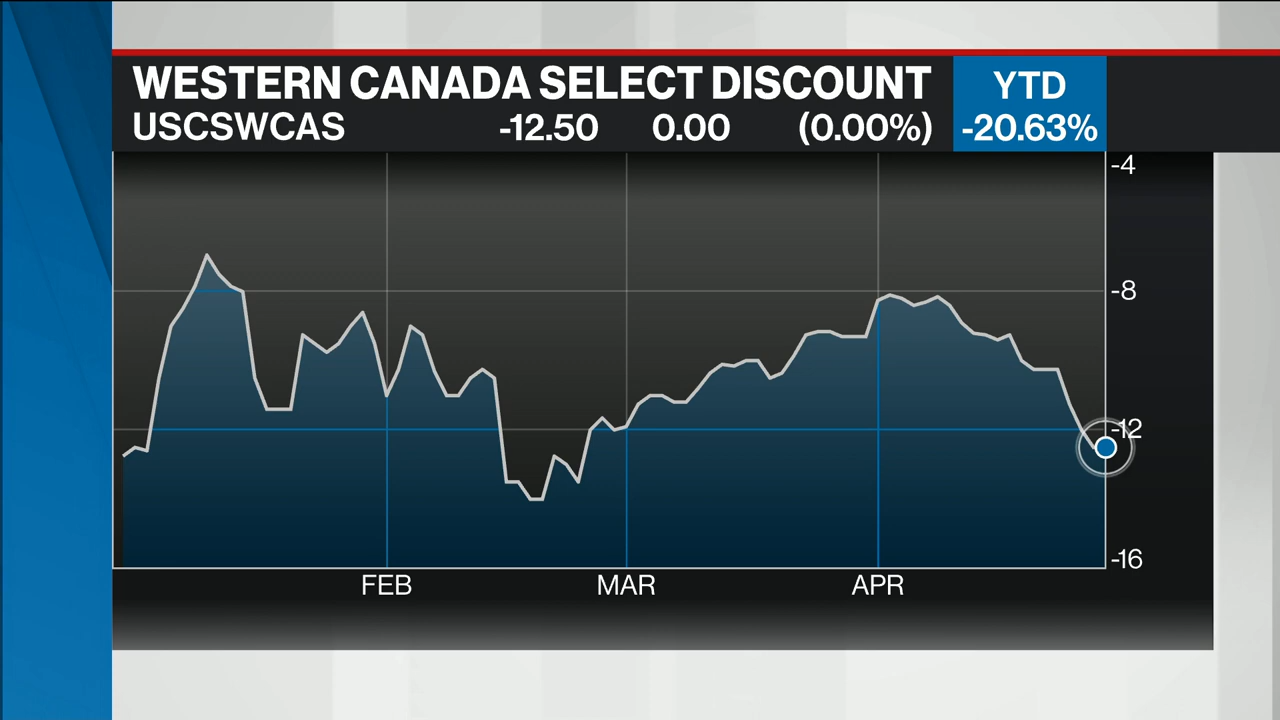 WESTERN CANADA SELECT DISCOUNT
YTD
USCSWCAS -12.50 0.00 (0.00%) -20.63%
-4
-8
-12
-16
FEB MAR APR